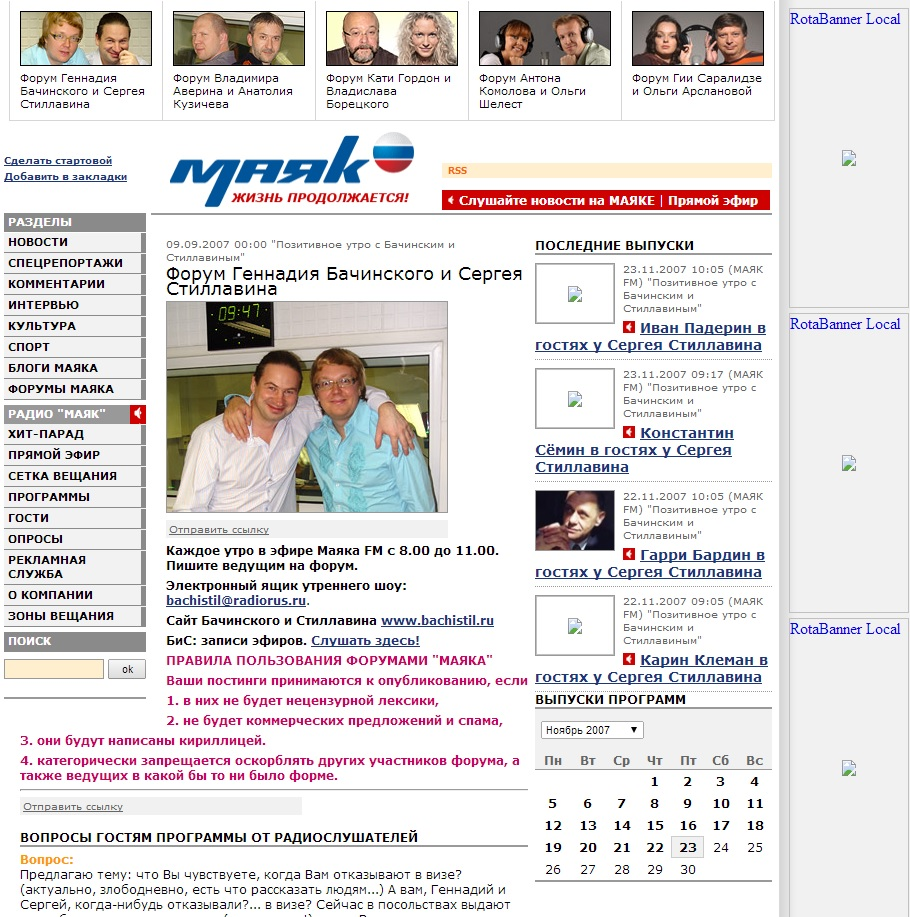 Форум Геннадия
Бачинского и Сергея
Стиллавина
Форум Владимира
Аверина и Анатолия
Кузичева
Форум Кати Гордон и
Владислава
Борецкого
Форум Антона
Комолова и Ольги
Шелест
Форум Гии Саралидзе
и Ольги Арслановой
Сделать стартовой
Добавить в закладки
маяк
ЖИЗНЬ ПРОДОЛЖАЕТСЯ!
RSS
Слушайте новости на МАЯКЕ | Прямой эфир
РАЗДЕЛЫ
НОВОСТИ
СПЕЦРЕПОРТАЖИ
КОММЕНТАРИИ
ИНТЕРВЬЮ
КУЛЬТУРА
СПОРТ
БЛОГИ МАЯКА
ФОРУМЫ МАЯКА
РАДИО "МАЯК"
ХИТ-ПАРАД
ПРЯМОЙ ЭФИР
СЕТКА ВЕЩАНИЯ
ПРОГРАММЫ
ГОСТИ
ОПРОСЫ
РЕКЛАМНАЯ
СЛУЖБА
О КОМПАНИИ
ЗОНЫ ВЕЩАНИЯ
ПОИСК
ok
09.09.2007 00:00 "Позитивное утро с Бачинским и
Стиллавиным"
Форум Геннадия Бачинского и Сергея
Стиллавина
09:47
Отправить ссылку
Каждое утро в эфире Маяка FM с 8.00 до 11.00.
Пишите ведущим на форум.
Электронный ящик утреннего шоу:
bachistil@radiorus.ru.
Сайт Бачинского и Стиллавина www.bachistil.ru
БиС: записи эфиров. Слушать здесь!
ПРАВИЛА ПОЛЬЗОВАНИЯ ФОРУМАМИ "МАЯКА"
Ваши постинги принимаются к опубликованию, если
1. в них не будет нецензурной лексики,
2. не будет коммерческих предложений и спама,
3. они будут написаны кириллицей.
4. категорически запрещается оскорблять других участников форума, а
также ведущих в какой бы то ни было форме.
Отправить ссылку
ВОПРОСЫ ГОСТЯМ ПРОГРАММЫ ОТ РАДИОСЛУШАТЕЛЕЙ
Вопрос:
Предлагаю тему: что Вы чувствуете, когда Вам отказывают в визе?
(актуально, злободневно, есть что рассказать людям...) А вам, Геннадий и
Сергей, когда-нибудь отказывали?... в визе? Сейчас в посольствах выдают
ПОСЛЕДНИЕ ВЫПУСКИ
23.11.2007 10:05 (МАЯК
FM) "Позитивное утро с
Бачинским и
Стиллавиным"
Иван Падерин в
гостях у Сергея Стиллавина
23.11.2007 09:17 (МАЯК
FM) "Позитивное утро с
Бачинским и
Стиллавиным"
Константин
Сёмин в гостях у Сергея
Стиллавина
22.11.2007 10:05 (МАЯК
FM) "Позитивное утро с
Бачинским и
Стиллавиным"
Гарри Бардин в
гостях у Сергея Стиллавина
22.11.2007 09:05 (МАЯК
FM) "Позитивное утро с
Бачинским и
Стиллавиным"
Карин Клеман в
гостях у Сергея Стиллавина
ВЫПУСКИ ПРОГРАММ
Ноябрь 2007
Пн Вт Ср Чт Пт Сб Вс
1 2 3 4
5 6 7 8 9 10 11
12 13 14 15 16 17 18
19 20 21 22 23 24 25
26 27 28 29 30
RotaBanner Local
RotaBanner Local
RotaBanner Local